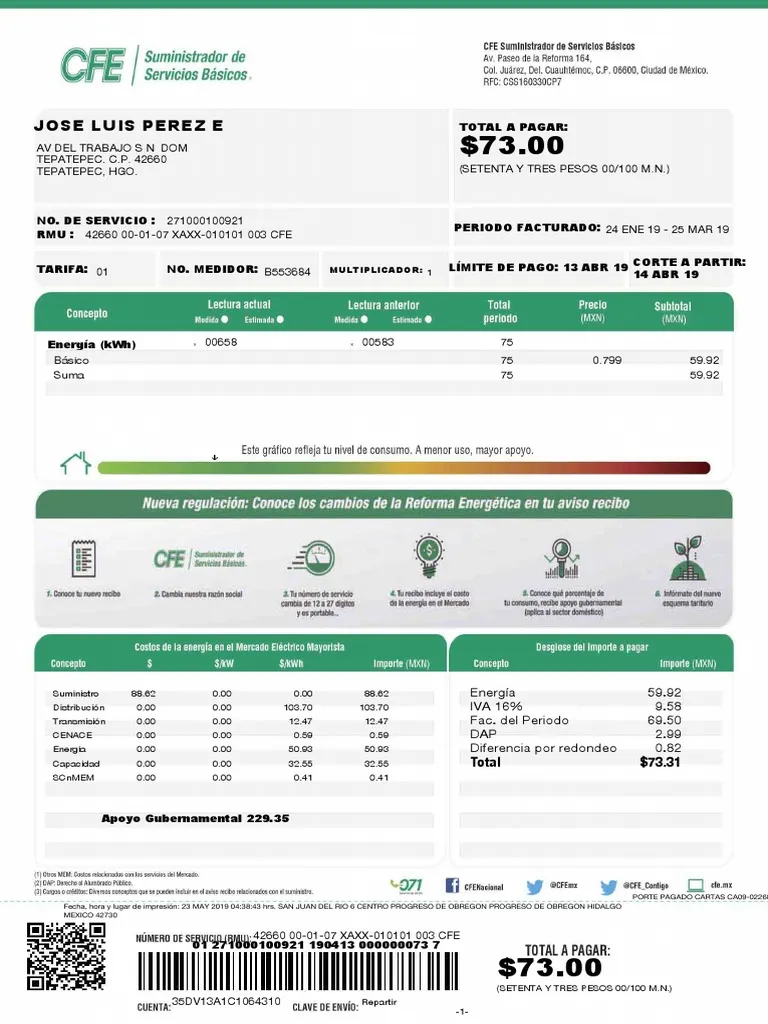 CFE Suministrador de Servicios Básicos.
CFE Suministrador de Servicios Básicos
Av. Paseo de la Reforma 164,
Col. Juárez, Del. Cuauhtémoc, C.P. 06600, Ciudad de México.
RFC: CSS160330CP7
JOSE LUIS PEREZ E
AV DEL TRABAJO S N DOM
TEPATEPEC. C.P. 42660
TEPATEPEC, HGO.
TOTAL A PAGAR:
$73.00
(SETENTA Y TRES PESOS 00/100 M.N.)
NO. DE SERVICIO : 271000100921
RMU : 42660 00-01-07 XAXX-010101 003 CFE
PERIODO FACTURADO: 24 ENE 19 - 25 MAR 19
TARIFA: 01 NO. MEDIDOR: B553684 MULTIPLICADOR: 1 LÍMITE DE PAGO: 13 ABR 19 CORTE A PARTIR: 14 ABR 19
Concepto Lectura actual Medida Estimada Lectura anterior Medida Estimada Total periodo Precio (MXN) Subtotal (MXN)
Energía (kWh) 00658 00583 75
Básico 75 0.799 59.92
Suma 75 59.92
Este gráfico refleja tu nivel de consumo. A menor uso, mayor apoyo.
Nueva regulación: Conoce los cambios de la Reforma Energética en tu aviso recibo
CFE Suministrador de Servicios Básicos.
1. Conoce tu nuevo recibo
2. Cambia nuestra razón social
3. Tu número de servicio cambia de 12 a 27 dígitos y es portable...
4. Tu recibo incluye el costo de la energía en el Mercado
5. Conoce qué porcentaje de tu consumo, recibe apoyo gubernamental (aplica al sector doméstico)
6. Infórmate del nuevo esquema tarifario
Costos de la energía en el Mercado Eléctrico Mayorista
Concepto $ $/kW $/kWh Importe (MXN)
Suministro 88.62 0.00 0.00 88.62
Distribución 0.00 0.00 103.70 103.70
Transmisión 0.00 0.00 12.47 12.47
CENACE 0.00 0.00 0.59 0.59
Energía 0.00 0.00 50.93 50.93
Capacidad 0.00 0.00 32.55 32.55
SCnMEM 0.00 0.00 0.41 0.41
Apoyo Gubernamental 229.35
Desglose del Importe a pagar
Concepto Importe (MXN)
Energía 59.92
IVA 16% 9.58
Fac. del Periodo 69.50
DAP 2.99
Diferencia por redondeo 0.82
Total $73.31
(1) Otros MEM: Costos relacionados con los servicios del Mercado.
(2) DAP: Derecho al Alumbrado Público.
(3) Cargos o créditos: Diversos conceptos que se pueden incluir en el aviso recibo relacionados con el suministro.
071 CFENacional @CFEmx @CFE_Contigo cfe.mx
PORTE PAGADO CARTAS CA09-0226
Fecha, hora y lugar de impresión: 23 MAY 2019 04:38:43 hrs. SAN JUAN DEL RIO 6 CENTRO PROGRESO DE OBREGON PROGRESO DE OBREGON HIDALGO
MEXICO 42730
NÚMERO DE SERVICIO (RMU): 42660 00-01-07 XAXX-010101 003 CFE
01 271000100921 190413 000000073 7
CUENTA: 35DV13A1C1064310 CLAVE DE ENVÍO: Repartir
TOTAL A PAGAR:
$73.00
(SETENTA Y TRES PESOS 00/100 M.N.)
-1-